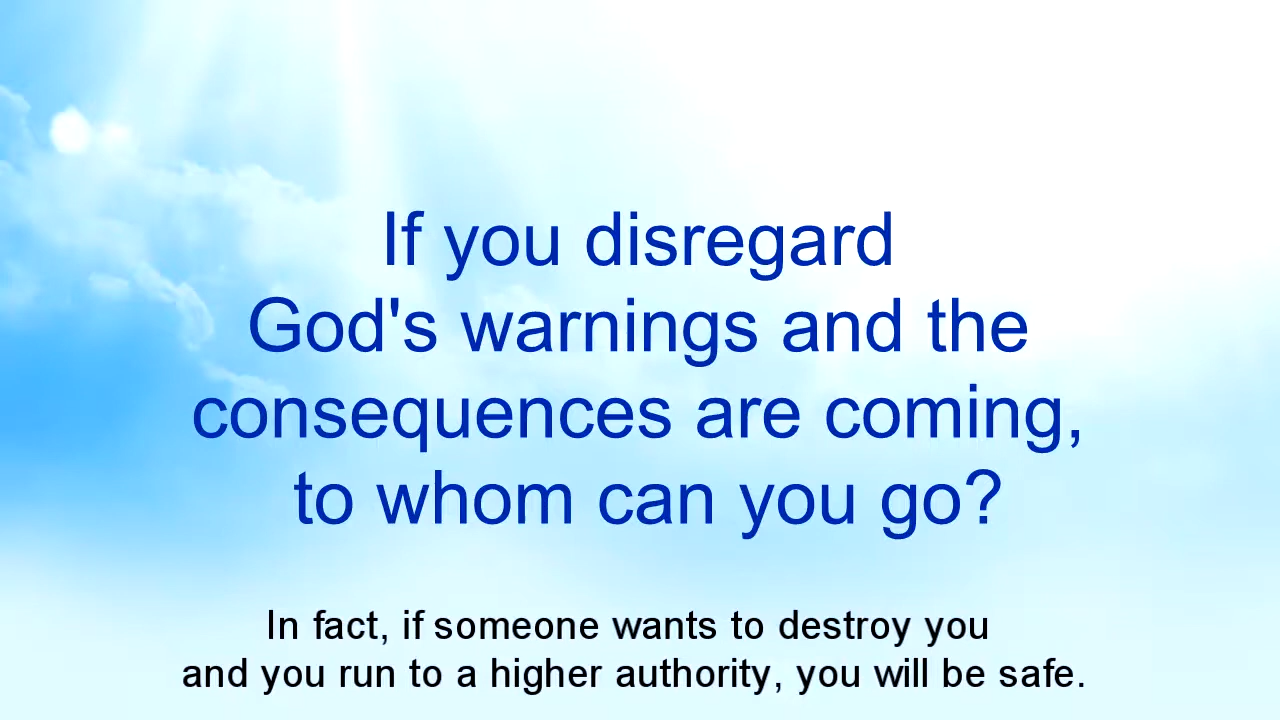 If you disregard
God's warnings and the
consequences are coming,
to whom can you go?
In fact, if someone wants to destroy you
and you run to a higher authority, you will be safe.